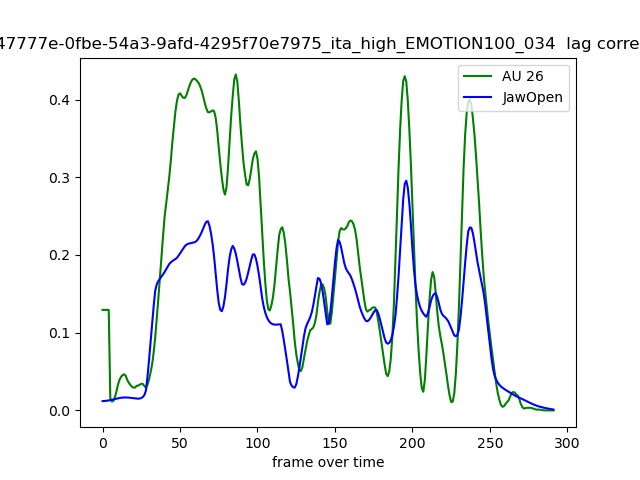 47777e-0fbe-54a3-9afd-4295f70e7975_ita_high_EMOTION100_034 lag corre
AU 26
JawOpen
0.4
0.3
0.2
0.1
0.0
0 50 100 150 200 250 300
frame over time